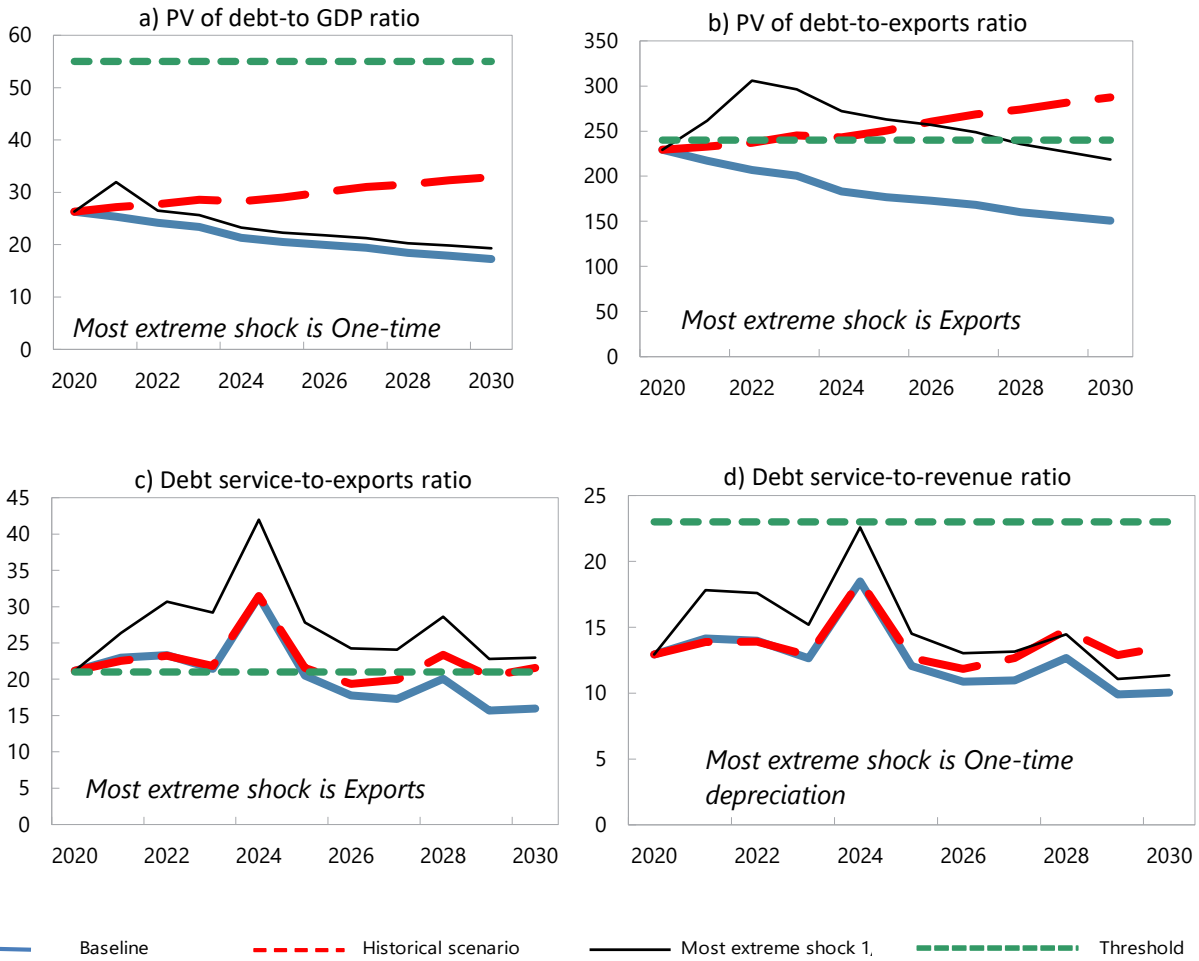 a) PV of debt-to GDP ratio
60
50
40
30
20
10
0
2020 2022 2024 2026 2028 2030
Most extreme shock is One-time
b) PV of debt-to-exports ratio
350
300
250
200
150
100
50
0
2020 2022 2024 2026 2028 2030
Most extreme shock is Exports
c) Debt service-to-exports ratio
45
40
35
30
25
20
15
10
5
0
2020 2022 2024 2026 2028 2030
Most extreme shock is Exports
d) Debt service-to-revenue ratio
25
20
15
10
5
0
2020 2022 2024 2026 2028 2030
Most extreme shock is One-time
depreciation
Baseline Historical scenario Most extreme shock 1/ Threshold